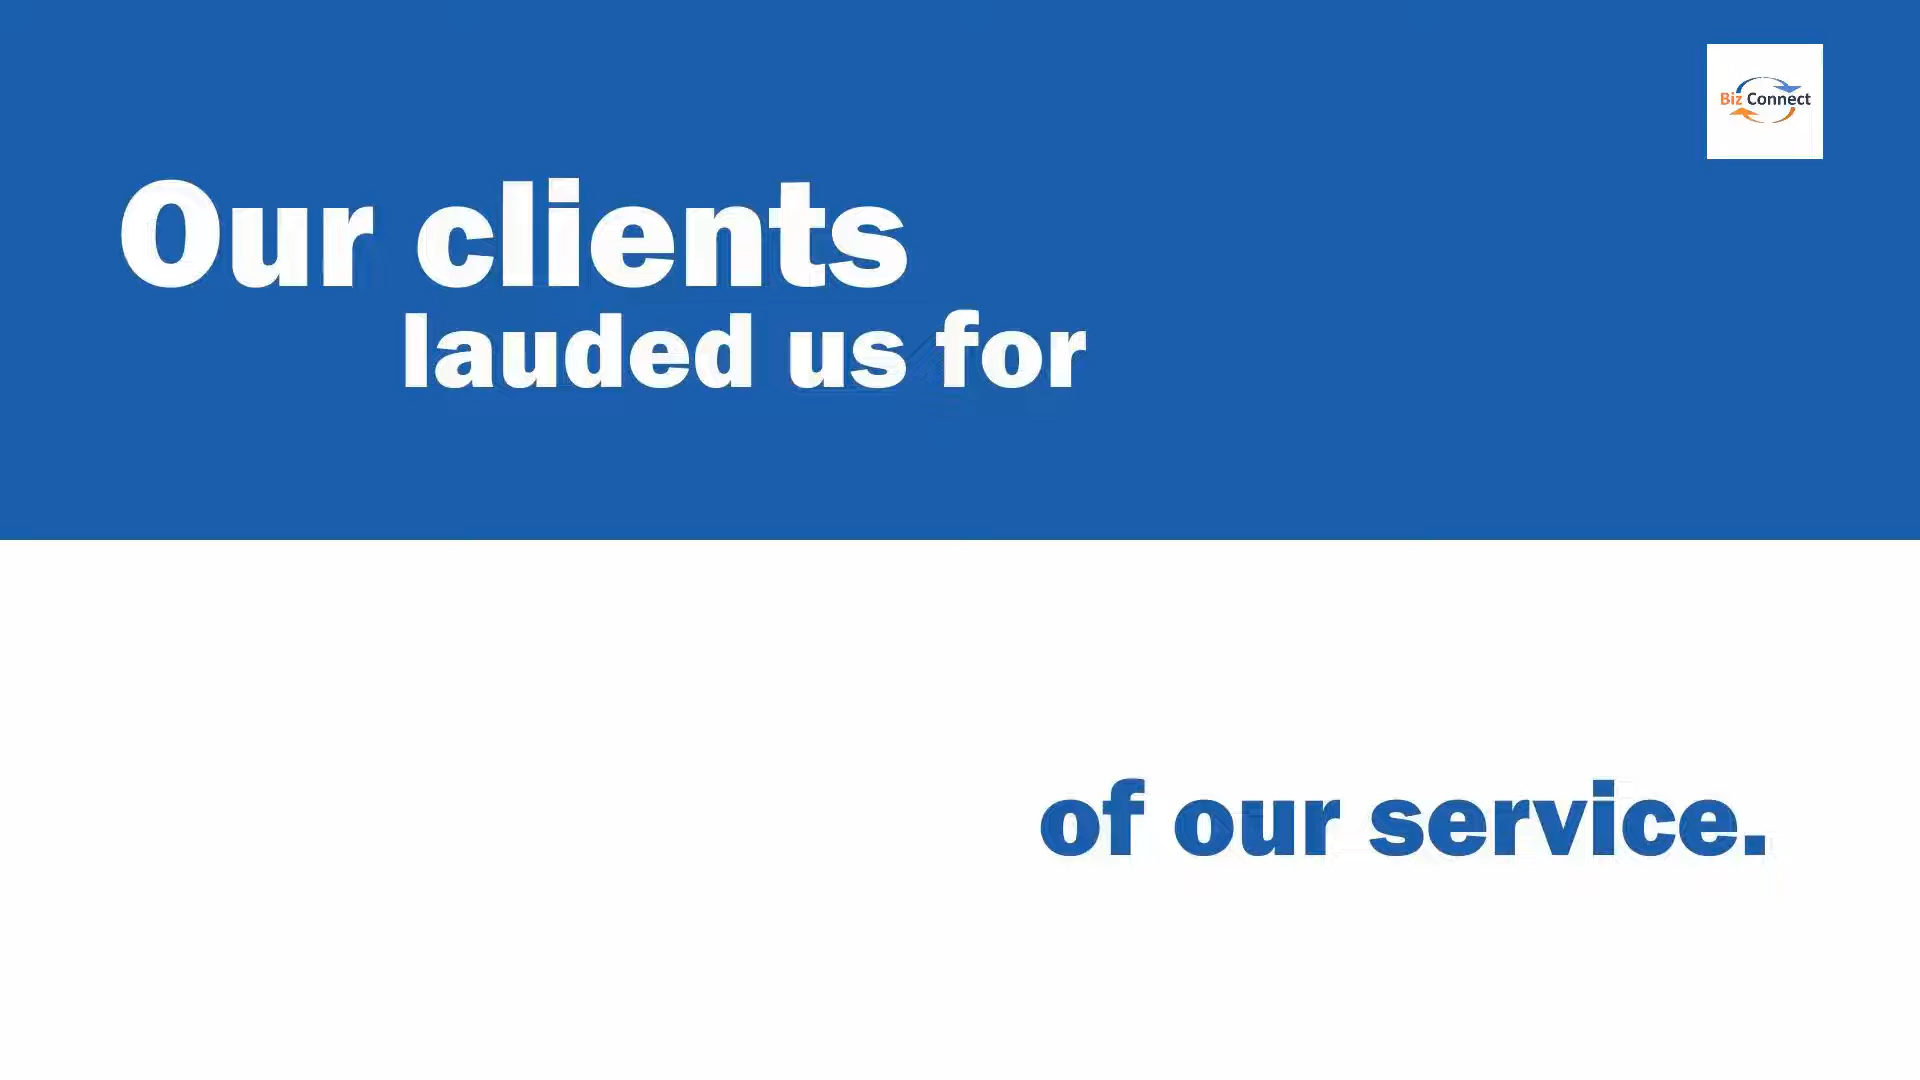 Biz Connect
Our clients
lauded us for
of our service.